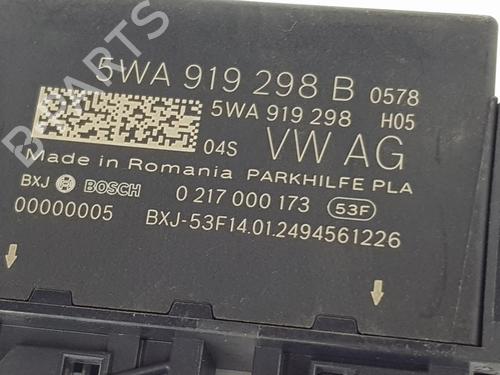 5WA 919 298 B 0578
5WA 919 298 H05
04S VW AG
Made in Romania PARKHILFE PLA
BXJ BOSCH 0 217 000 173 53F
00000005 BXJ-53F14.01.2494561226
B-PARTS